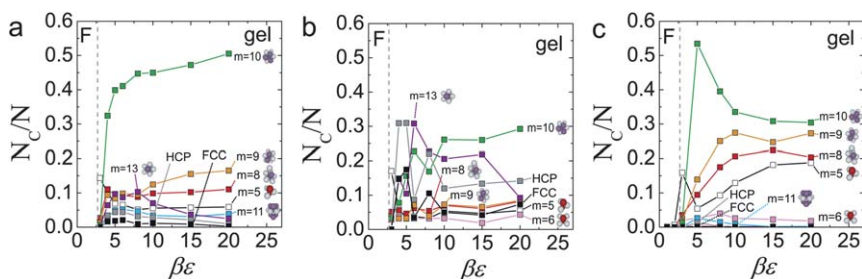 a
F
gel
N_C/N
0.6
0.5
0.4
0.3
0.2
0.1
0.0
m=10
m=13
HCP
FCC
m=9
m=8
m=5
m=11
0 5 10 15 20 25
βε
b
F
gel
N_C/N
0.6
0.5
0.4
0.3
0.2
0.1
0.0
m=13
m=10
m=8
m=9
HCP
FCC
m=5
m=6
0 5 10 15 20 25
βε
c
F
gel
N_C/N
0.6
0.5
0.4
0.3
0.2
0.1
0.0
m=10
m=9
m=8
m=5
HCP
FCC
m=11
m=6
0 5 10 15 20 25
βε